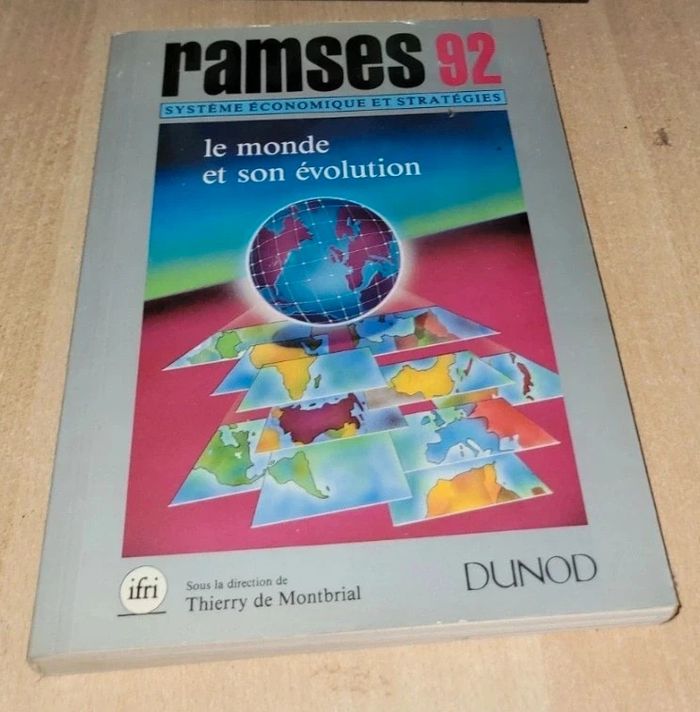 ramses 92
SYSTÈME ÉCONOMIQUE ET STRATÉGIES
le monde
et son évolution
ifri
Sous la direction de
Thierry de Montbrial
DUNOD